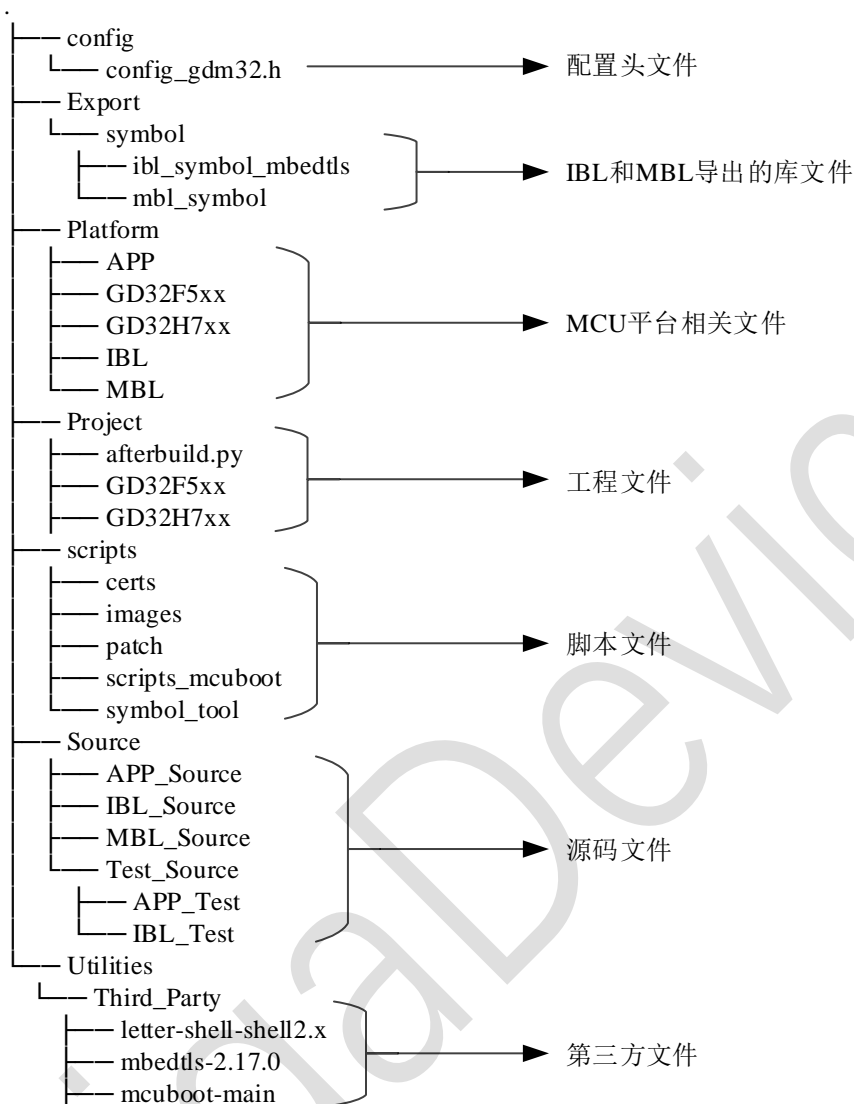 .
config
config_gdm32.h 配置头文件
Export
symbol
ibl_symbol_mbedtls IBL和MBL导出的库文件
mbl_symbol
Platform
APP
GD32F5xx
GD32H7xx MCU平台相关文件
IBL
MBL
Project
afterbuild.py
GD32F5xx 工程文件
GD32H7xx
scripts
certs
images
patch 脚本文件
scripts_mcuboot
symbol_tool
Source
APP_Source
IBL_Source
MBL_Source 源码文件
Test_Source
APP_Test
IBL_Test
Utilities
Third_Party
letter-shell-shell2.x
mbedtls-2.17.0 第三方文件
mcuboot-main